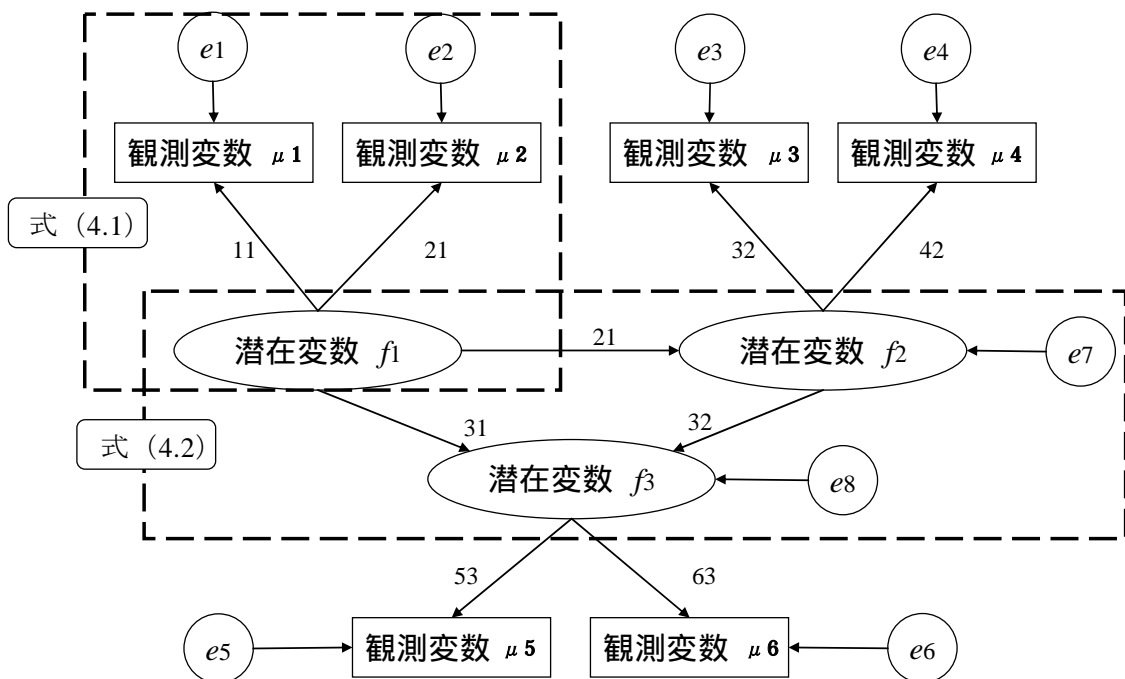 e1
e2
e3
e4
観測変数 μ1
観測変数 μ2
観測変数 μ3
観測変数 μ4
式 (4.1)
11
21
32
42
潜在変数 f1
21
潜在変数 f2
e7
式 (4.2)
31
32
潜在変数 f3
e8
53
63
e5
観測変数 μ5
観測変数 μ6
e6